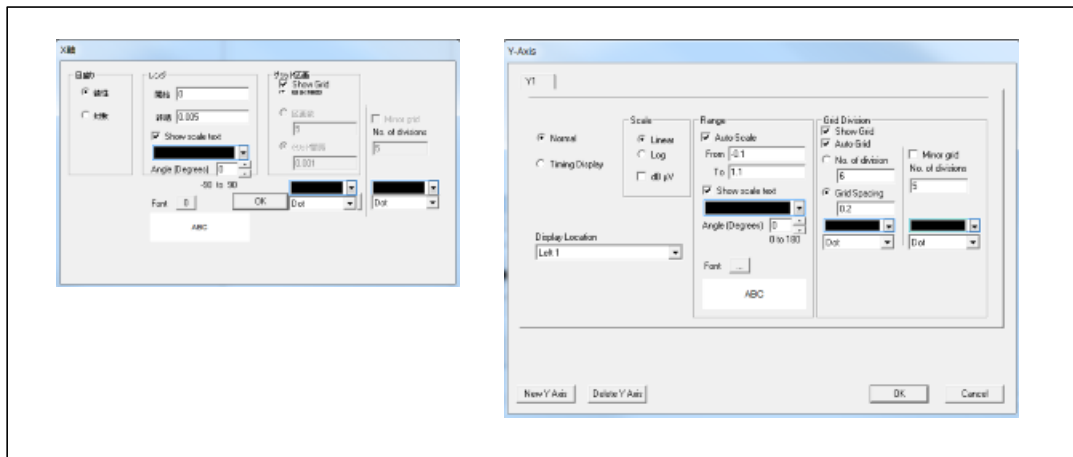 X軸
目盛り
線形
対数
レンジ
開始 0
終端 0.005
Show scale text
Angle (Degrees) 0
-90 to 90
Font
ABC
OK
Show Grid
0.001
Dot
Minor grid
No. of divisions
5
Dot
Y-Axis
Y1
Normal
Timing Display
Display Location
Left 1
Scale
Linear
Log
dB µV
Range
Auto Scale
From -0.1
To 1.1
Show scale text
Angle (Degrees) 0
0 to 180
Font ...
ABC
Grid Division
Show Grid
Auto Grid
No. of division
6
Grid Spacing
0.2
Dot
Minor grid
No. of divisions
5
Dot
New Y Axis
Delete Y Axis
OK
Cancel